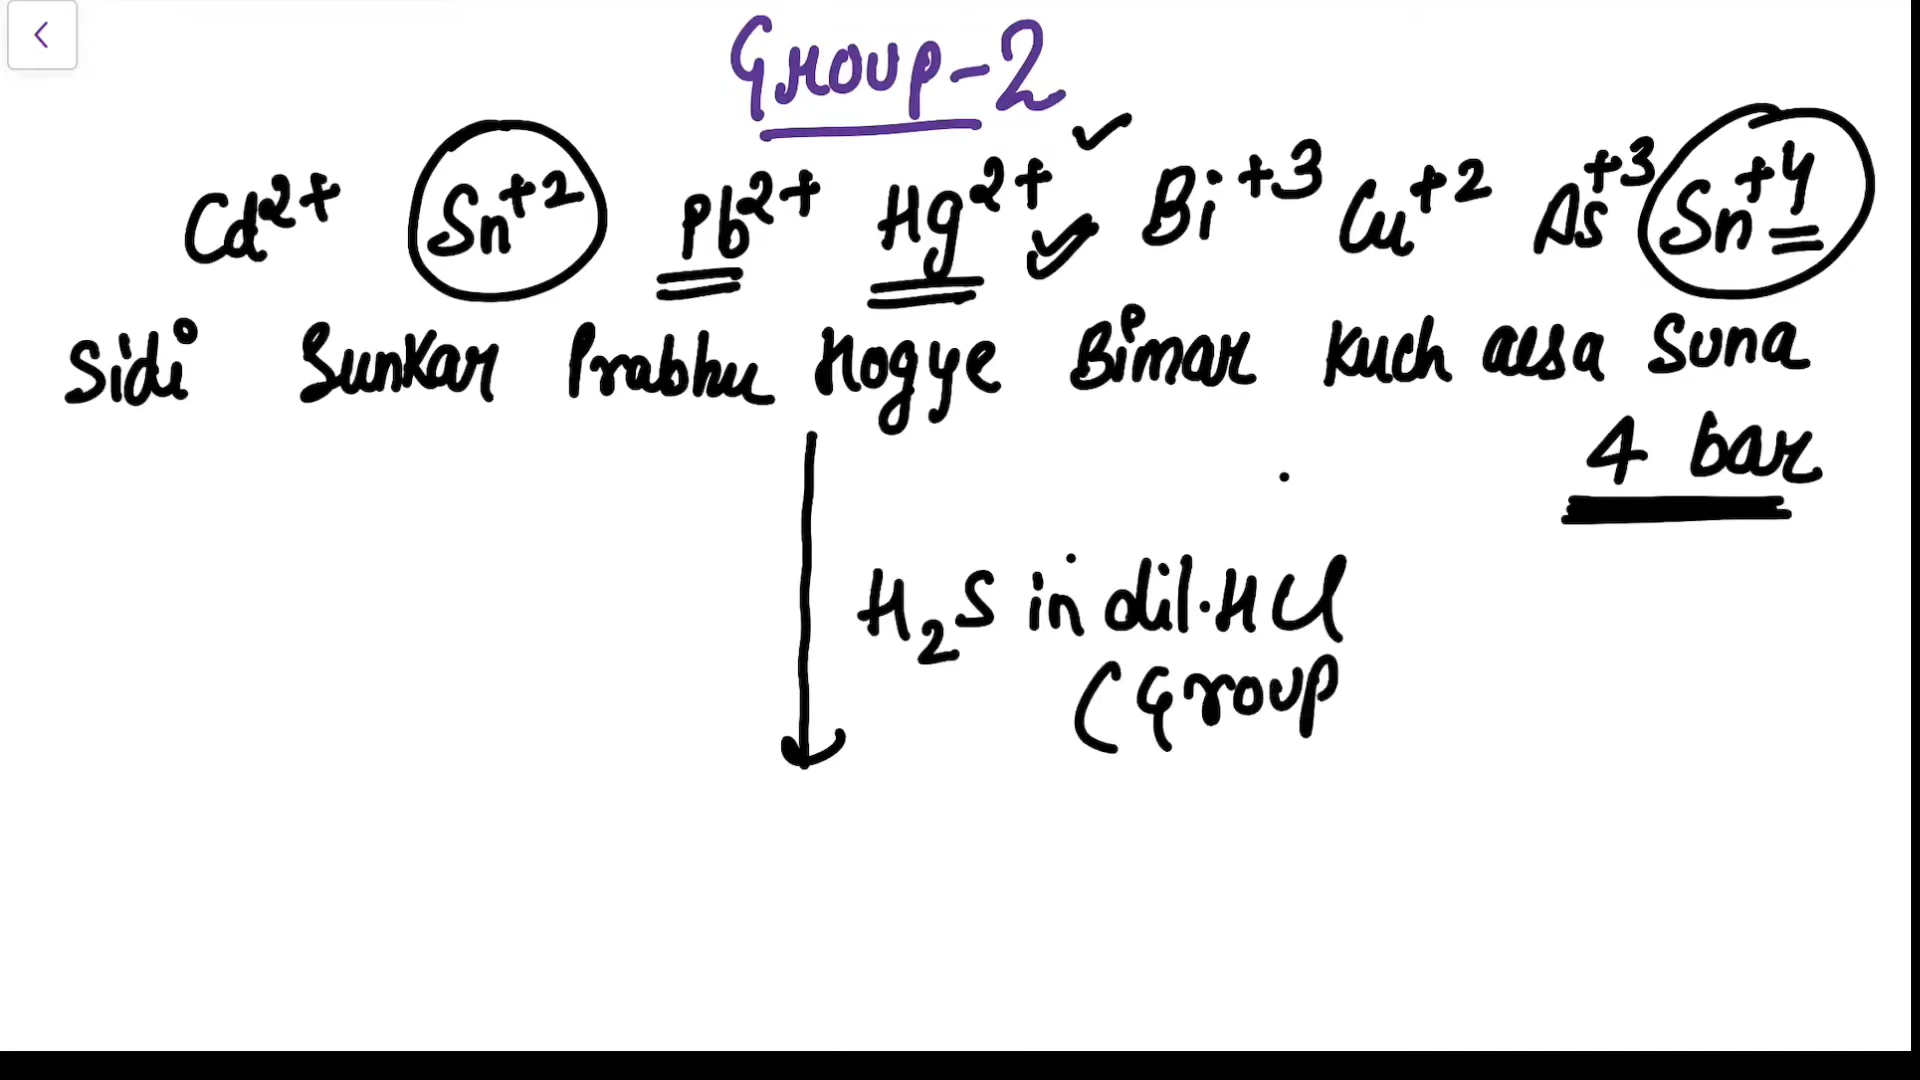 Group-2
Cd²⁺ Sn⁺² Pb²⁺ Hg²⁺ Bi⁺³ Cu⁺² As⁺³ Sn⁺⁴
Sidi Sunkar Prabhu Hogye Bimar Kuch aesa Suna
4 bar
H₂S in dil·HCl
(Group